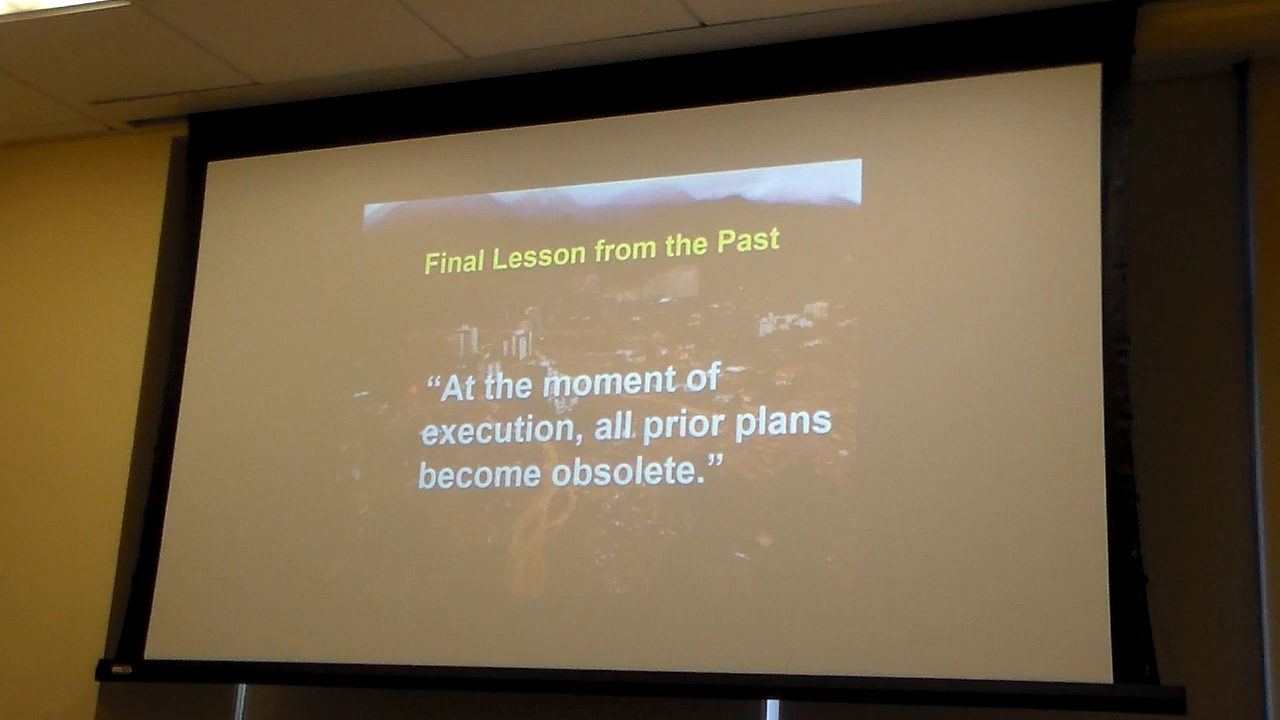 Final Lesson from the Past
“At the moment of
execution, all prior plans
become obsolete.”